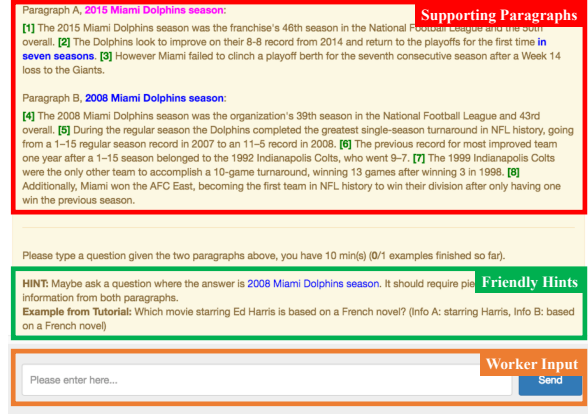 Paragraph A, 2015 Miami Dolphins season:
Supporting Paragraphs
[1] The 2015 Miami Dolphins season was the franchise's 46th season in the National Football League and the 50th
overall. [2] The Dolphins look to improve on their 8-8 record from 2014 and return to the playoffs for the first time in
seven seasons. [3] However Miami failed to clinch a playoff berth for the seventh consecutive season after a Week 14
loss to the Giants.
Paragraph B, 2008 Miami Dolphins season:
[4] The 2008 Miami Dolphins season was the organization's 39th season in the National Football League and 43rd
overall. [5] During the regular season the Dolphins completed the greatest single-season turnaround in NFL history, going
from a 1–15 regular season record in 2007 to an 11–5 record in 2008. [6] The previous record for most improved team
one year after a 1–15 season belonged to the 1992 Indianapolis Colts, who went 9–7. [7] The 1999 Indianapolis Colts
were the only other team to accomplish a 10-game turnaround, winning 13 games after winning 3 in 1998. [8]
Additionally, Miami won the AFC East, becoming the first team in NFL history to win their division after only having one
win the previous season.
Please type a question given the two paragraphs above, you have 10 min(s) (0/1 examples finished so far).
HINT: Maybe ask a question where the answer is 2008 Miami Dolphins season. It should require
Friendly Hints
information from both paragraphs.
Example from Tutorial: Which movie starring Ed Harris is based on a French novel? (Info A: starring Harris, Info B: based
on a French novel)
Worker Input
Please enter here...
Send